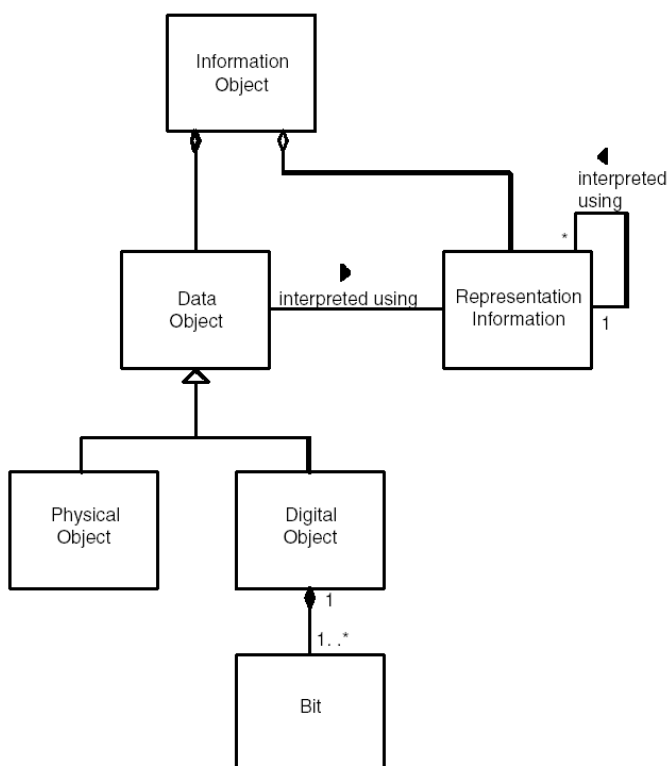 Information
Object
interpreted
using
*
Data
Object
interpreted using
Representation
Information
1
Physical
Object
Digital
Object
1
1. .*
Bit